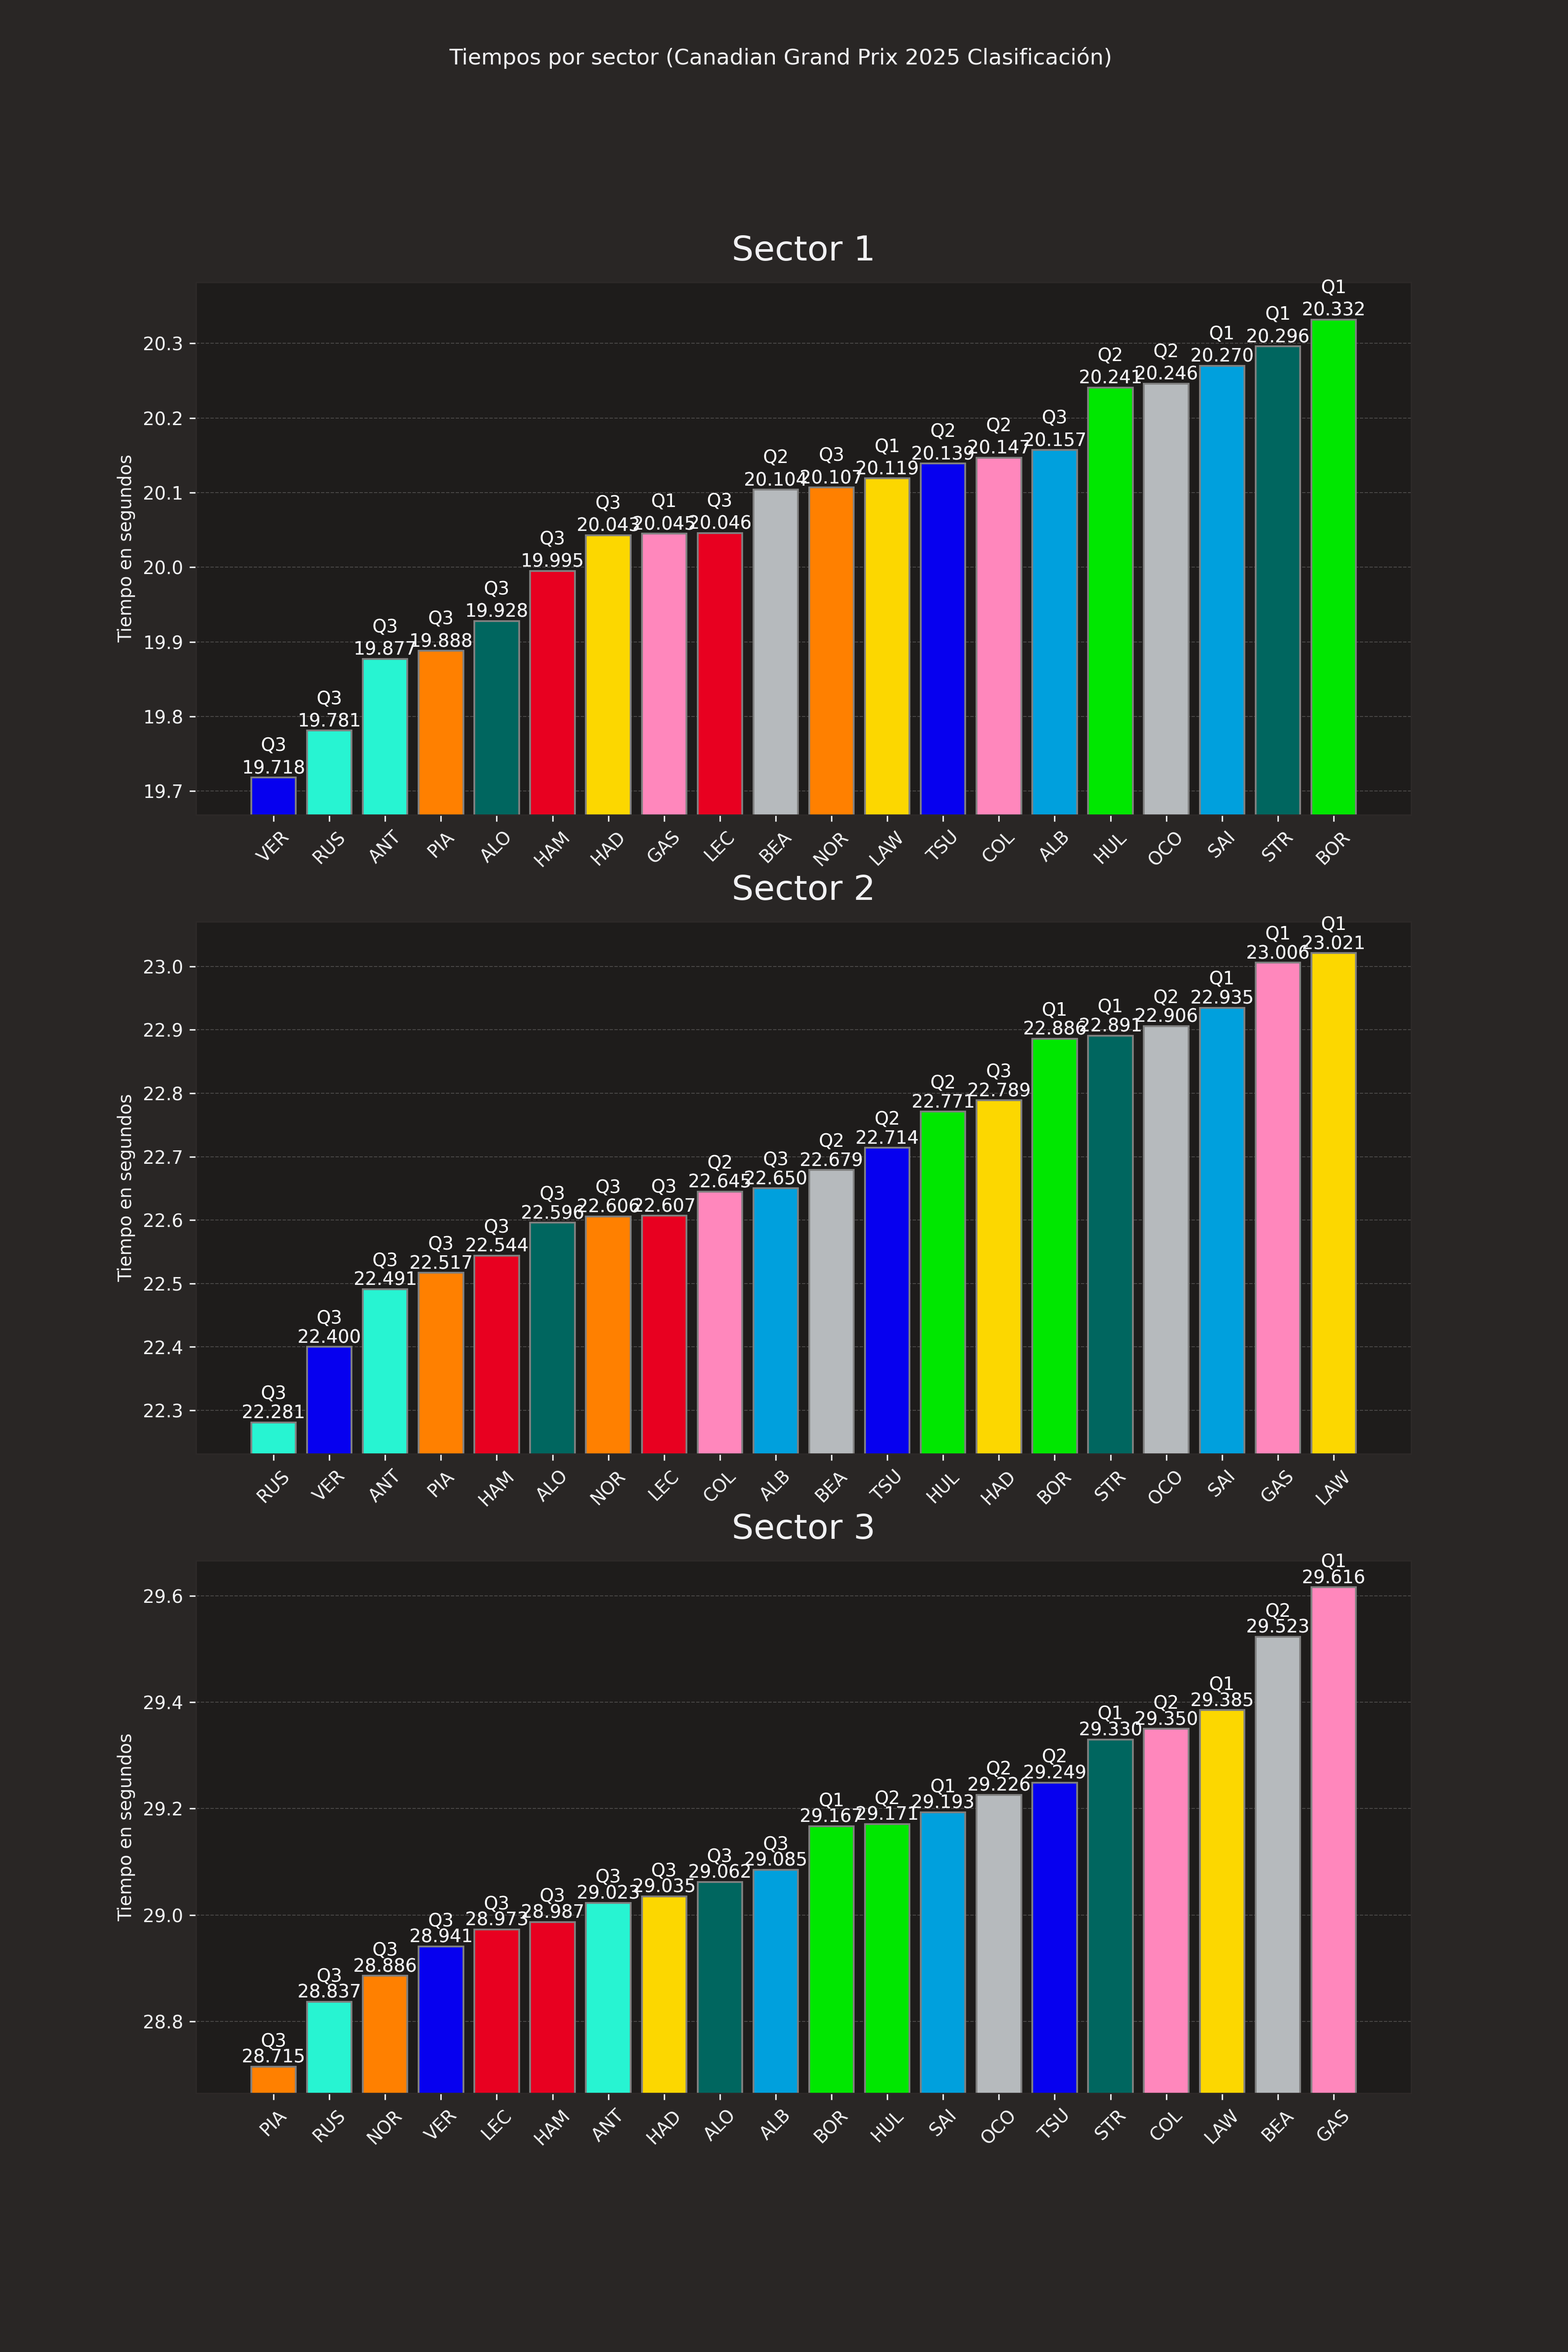 Tiempos por sector (Canadian Grand Prix 2025 Clasificación)
Sector 1
Tiempo en segundos
20.3
20.2
20.1
20.0
19.9
19.8
19.7
Q3
19.718
Q3
19.781
Q3
19.877
Q3
19.888
Q3
19.928
Q3
19.995
Q3
20.043
Q1
20.045
Q3
20.046
Q2
20.104
Q3
20.107
Q1
20.119
Q2
20.139
Q2
20.147
Q3
20.157
Q2
20.241
Q2
20.246
Q1
20.270
Q1
20.296
Q1
20.332
VER RUS ANT PIA ALO HAM HAD GAS LEC BEA NOR LAW TSU COL ALB HUL OCO SAI STR BOR
Sector 2
Tiempo en segundos
23.0
22.9
22.8
22.7
22.6
22.5
22.4
22.3
Q3
22.281
Q3
22.400
Q3
22.491
Q3
22.517
Q3
22.544
Q3
22.596
Q3
22.606
Q3
22.607
Q2
22.645
Q3
22.650
Q2
22.679
Q2
22.714
Q2
22.771
Q3
22.789
Q1
22.886
Q1
22.891
Q2
22.906
Q1
22.935
Q1
23.006
Q1
23.021
RUS VER ANT PIA HAM ALO NOR LEC COL ALB BEA TSU HUL HAD BOR STR OCO SAI GAS LAW
Sector 3
Tiempo en segundos
29.6
29.4
29.2
29.0
28.8
Q3
28.715
Q3
28.837
Q3
28.886
Q3
28.941
Q3
28.973
Q3
28.987
Q3
29.023
Q3
29.035
Q3
29.062
Q3
29.085
Q1
29.167
Q2
29.171
Q1
29.193
Q2
29.226
Q2
29.249
Q1
29.330
Q2
29.350
Q1
29.385
Q2
29.523
Q1
29.616
PIA RUS NOR VER LEC HAM ANT HAD ALO ALB BOR HUL SAI OCO TSU STR COL LAW BEA GAS